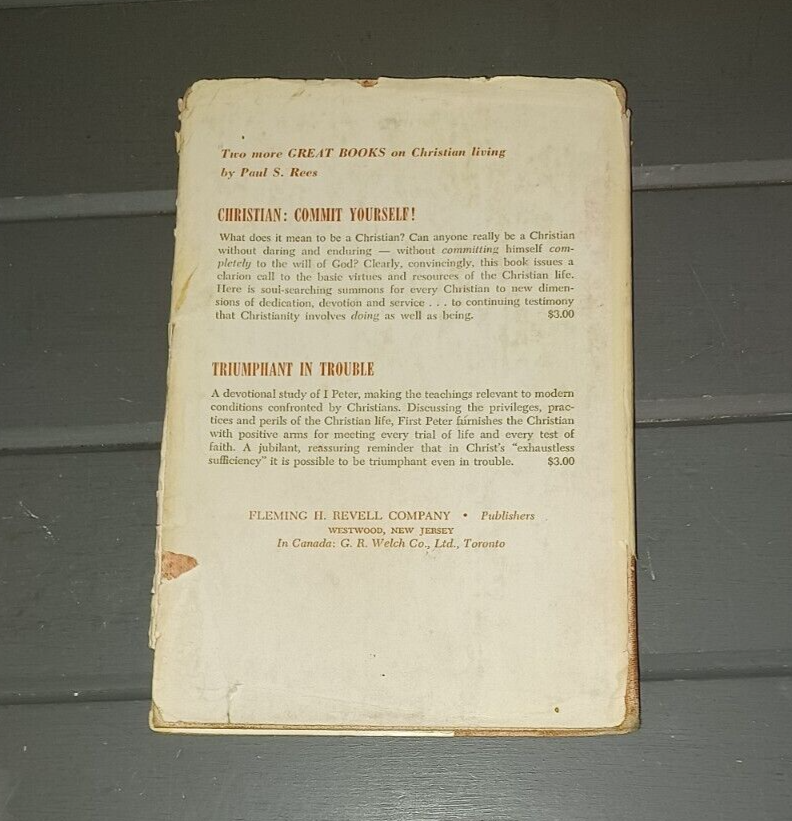 Two more GREAT BOOKS on Christian living
by Paul S. Rees
CHRISTIAN: COMMIT YOURSELF!
What does it mean to be a Christian? Can anyone really be a Christian
without daring and enduring — without committing himself com-
pletely to the will of God? Clearly, convincingly, this book issues a
clarion call to the basic virtues and resources of the Christian life.
Here is soul-searching summons for every Christian to new dimen-
sions of dedication, devotion and service . . . to continuing testimony
that Christianity involves doing as well as being. $3.00
TRIUMPHANT IN TROUBLE
A devotional study of I Peter, making the teachings relevant to modern
conditions confronted by Christians. Discussing the privileges, prac-
tices and perils of the Christian life, First Peter furnishes the Christian
with positive arms for meeting every trial of life and every test of
faith. A jubilant, reassuring reminder that in Christ's "exhaustless
sufficiency" it is possible to be triumphant even in trouble. $3.00
FLEMING H. REVELL COMPANY • Publishers
WESTWOOD, NEW JERSEY
In Canada: G. R. Welch Co., Ltd., Toronto